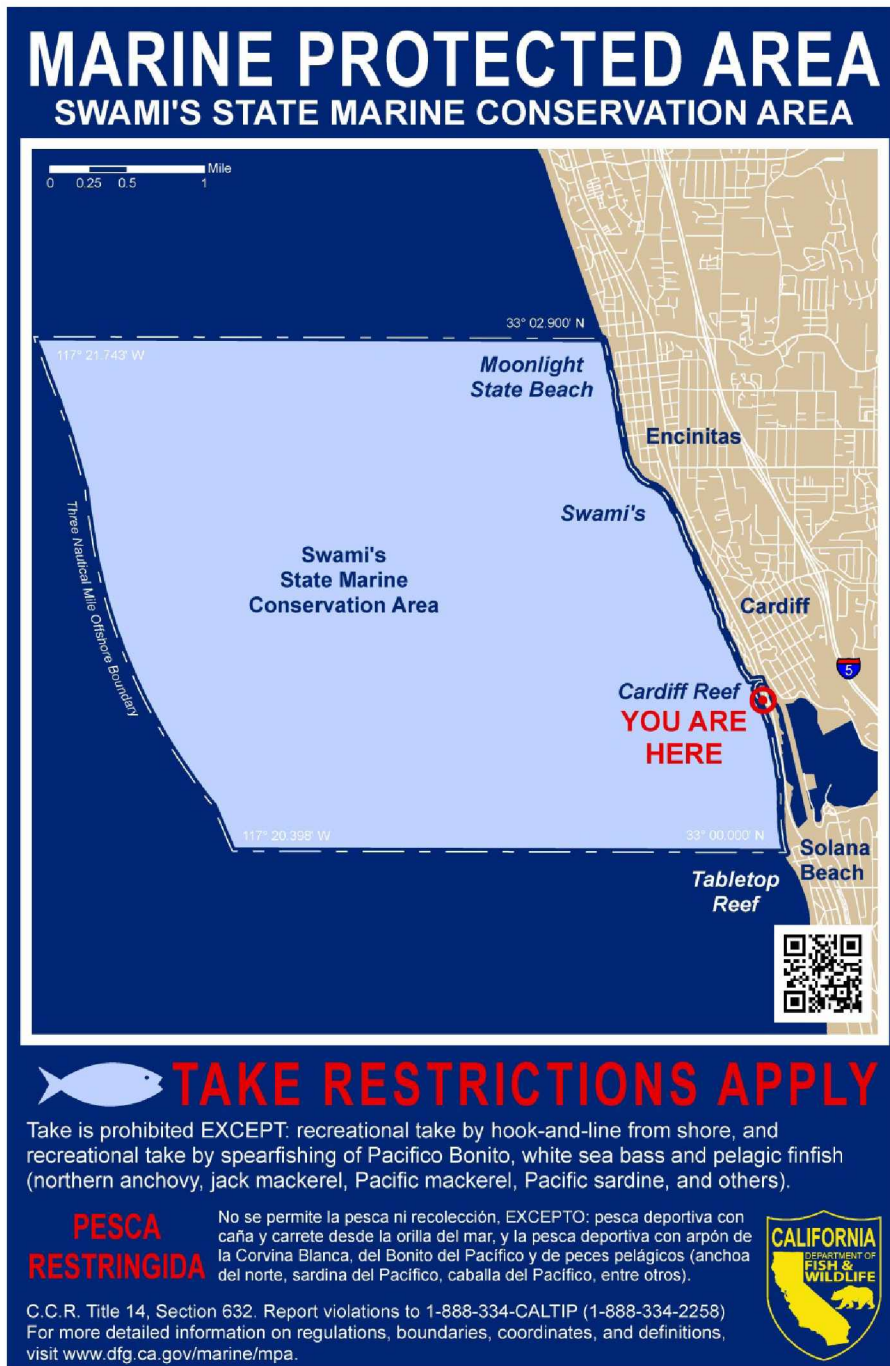 MARINE PROTECTED AREA
SWAMI'S STATE MARINE CONSERVATION AREA
Mile
0 0.25 0.5 1
33° 02.900' N
117° 21.743' W
Moonlight
State Beach
Encinitas
Swami's
Three Nautical Mile Offshore Boundary
Swami's
State Marine
Conservation Area
Cardiff
5
Cardiff Reef
YOU ARE
HERE
117° 20.398' W
33° 00.000' N
Solana
Beach
Tabletop
Reef
TAKE RESTRICTIONS APPLY
Take is prohibited EXCEPT: recreational take by hook-and-line from shore, and
recreational take by spearfishing of Pacifico Bonito, white sea bass and pelagic finfish
(northern anchovy, jack mackerel, Pacific mackerel, Pacific sardine, and others).
PESCA
RESTRINGIDA
No se permite la pesca ni recolección, EXCEPTO: pesca deportiva con
caña y carrete desde la orilla del mar, y la pesca deportiva con arpón de
la Corvina Blanca, del Bonito del Pacífico y de peces pelágicos (anchoa
del norte, sardina del Pacífico, caballa del Pacífico, entre otros).
CALIFORNIA
DEPARTMENT OF
FISH &
WILDLIFE
C.C.R. Title 14, Section 632. Report violations to 1-888-334-CALTIP (1-888-334-2258)
For more detailed information on regulations, boundaries, coordinates, and definitions,
visit www.dfg.ca.gov/marine/mpa.